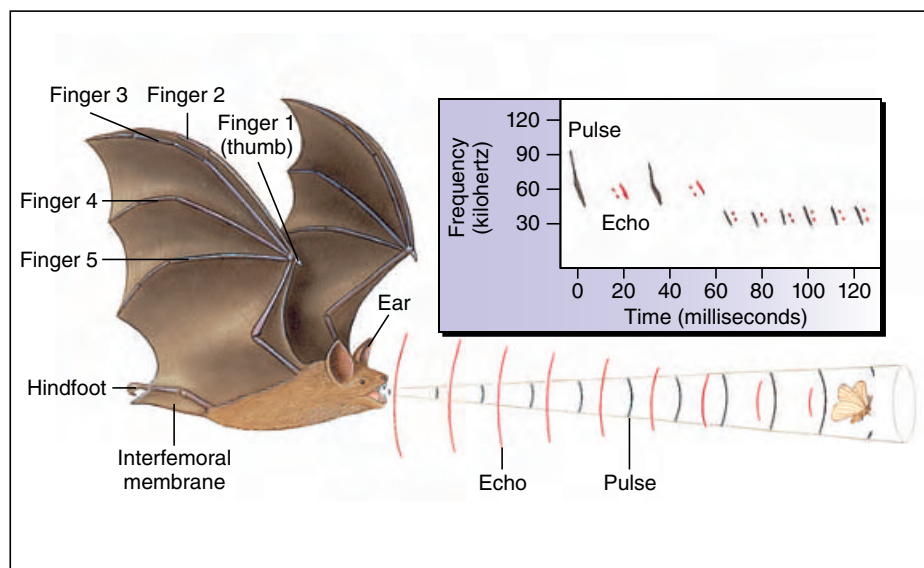 Finger 3 Finger 2
Finger 1
(thumb)
Finger 4
Finger 5
Ear
Hindfoot
Interfemoral
membrane
Echo
Pulse
Frequency
(kilohertz)
120
90
60
30
Pulse
Echo
0 20 40 60 80 100 120
Time (milliseconds)